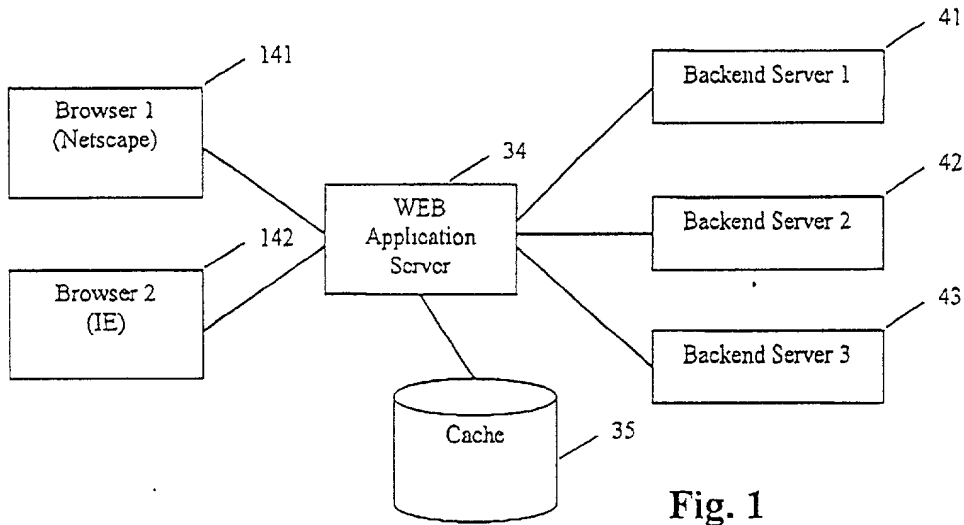 141
Browser 1
(Netscape)
142
Browser 2
(IE)
34
WEB
Application
Server
Cache
35
41
Backend Server 1
42
Backend Server 2
43
Backend Server 3
Fig. 1